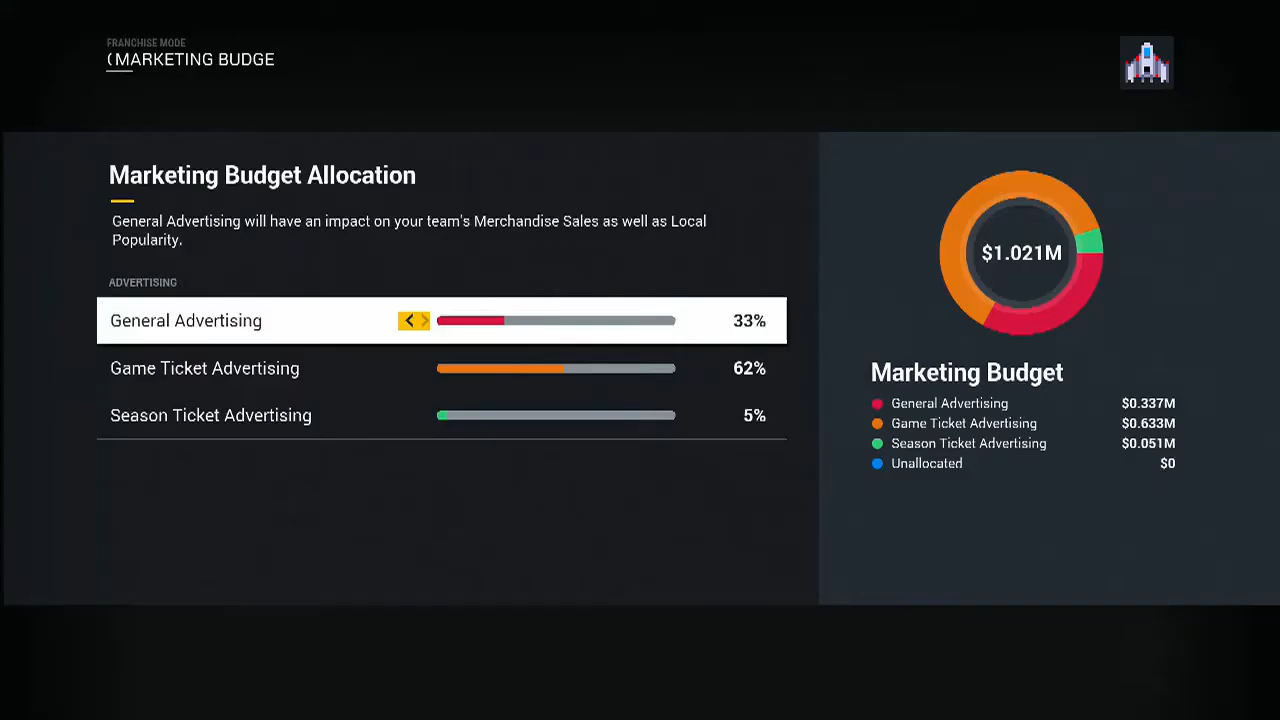 FRANCHISE MODE
(MARKETING BUDGE
Marketing Budget Allocation
General Advertising will have an impact on your team's Merchandise Sales as well as Local
Popularity.
ADVERTISING
General Advertising 33%
Game Ticket Advertising 62%
Season Ticket Advertising 5%
$1.021M
Marketing Budget
General Advertising $0.337M
Game Ticket Advertising $0.633M
Season Ticket Advertising $0.051M
Unallocated $0